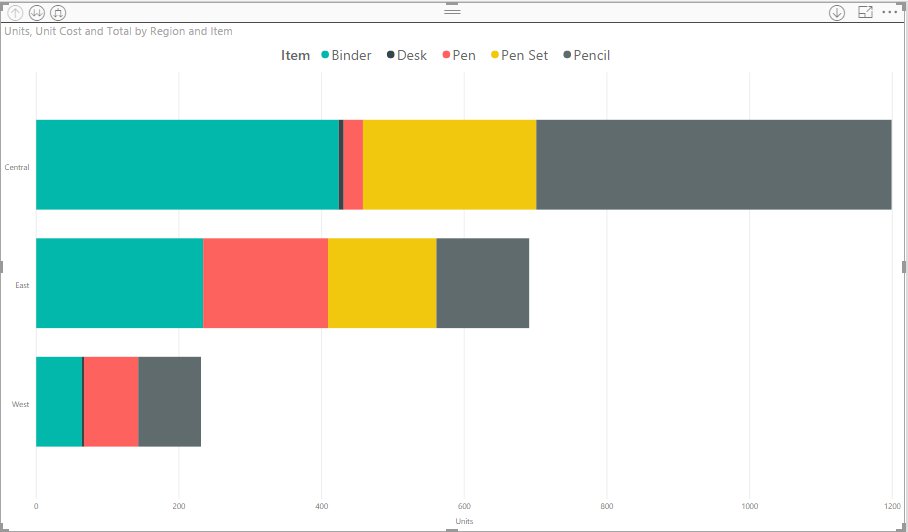 Units, Unit Cost and Total by Region and Item
Item Binder Desk Pen Pen Set Pencil
Central
East
West
0 200 400 600 800 1000 1200
Units